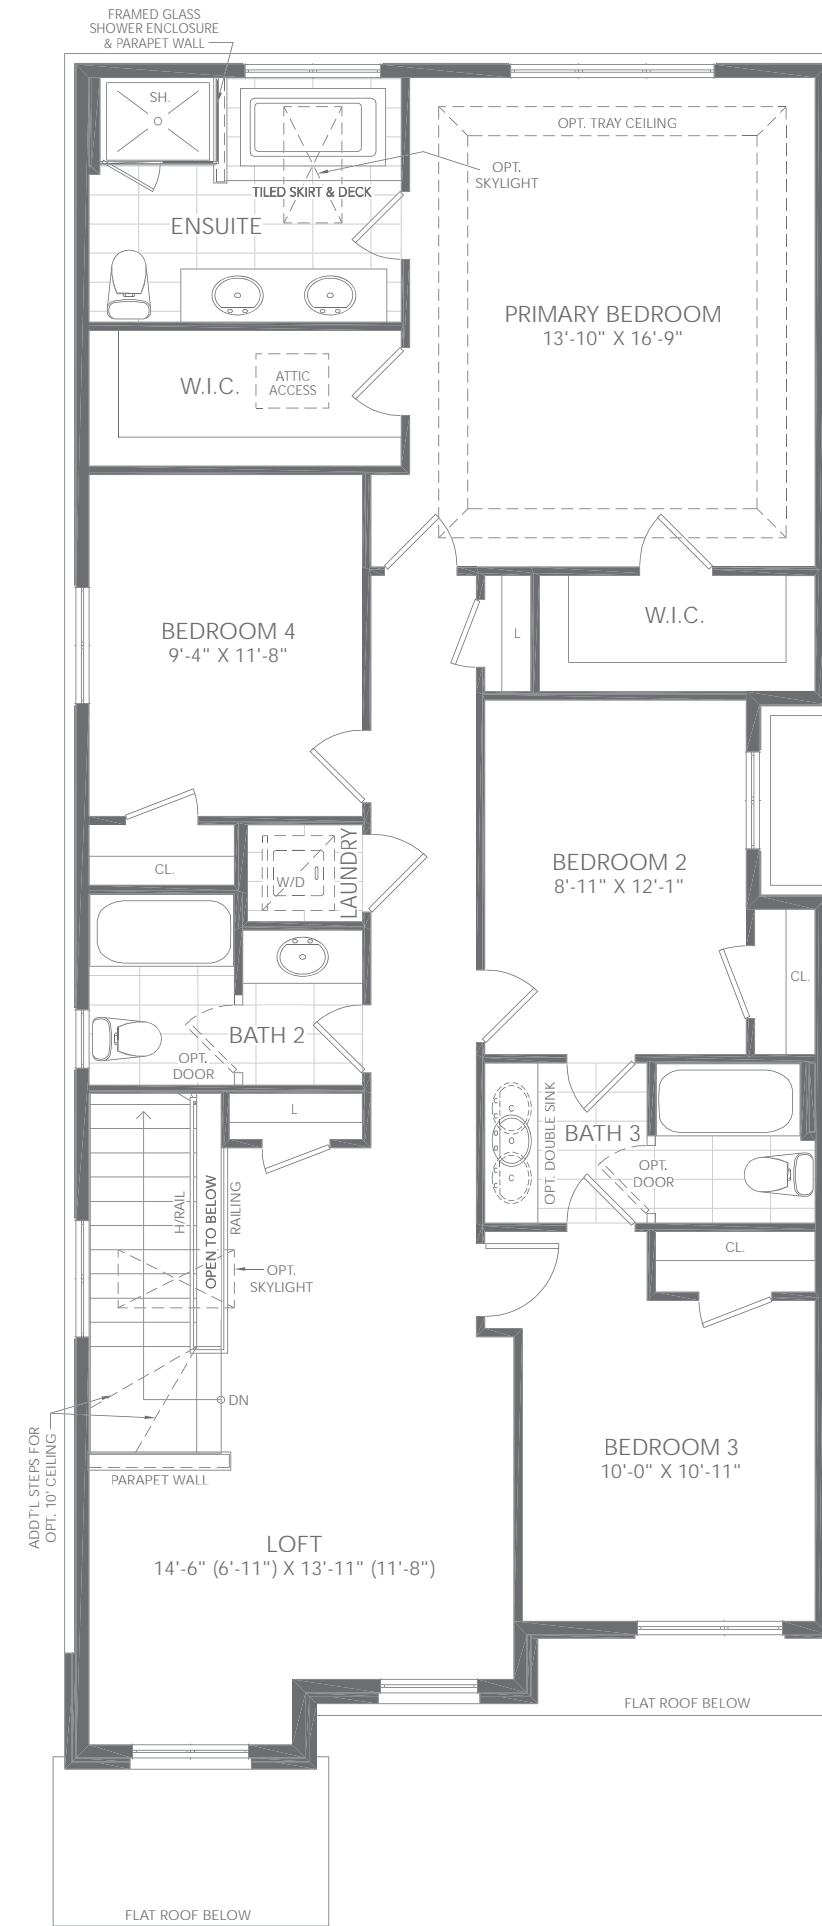 FRAMED GLASS
SHOWER ENCLOSURE
& PARAPET WALL
SH.
OPT. TRAY CEILING
OPT.
SKYLIGHT
TILED SKIRT & DECK
ENSUITE
PRIMARY BEDROOM
13'-10" X 16'-9"
W.I.C.
ATTIC
ACCESS
BEDROOM 4
9'-4" X 11'-8"
L
W.I.C.
LAUNDRY
W/D
CL.
BEDROOM 2
8'-11" X 12'-1"
CL.
BATH 2
OPT.
DOOR
L
OPT. DOUBLE SINK
C
C
C
BATH 3
OPT.
DOOR
H/RAIL
OPEN TO BELOW
RAILING
OPT.
SKYLIGHT
CL.
DN
ADDT'L STEPS FOR
OPT. 10' CEILING
PARAPET WALL
BEDROOM 3
10'-0" X 10'-11"
LOFT
14'-6" (6'-11") X 13'-11" (11'-8")
FLAT ROOF BELOW
FLAT ROOF BELOW